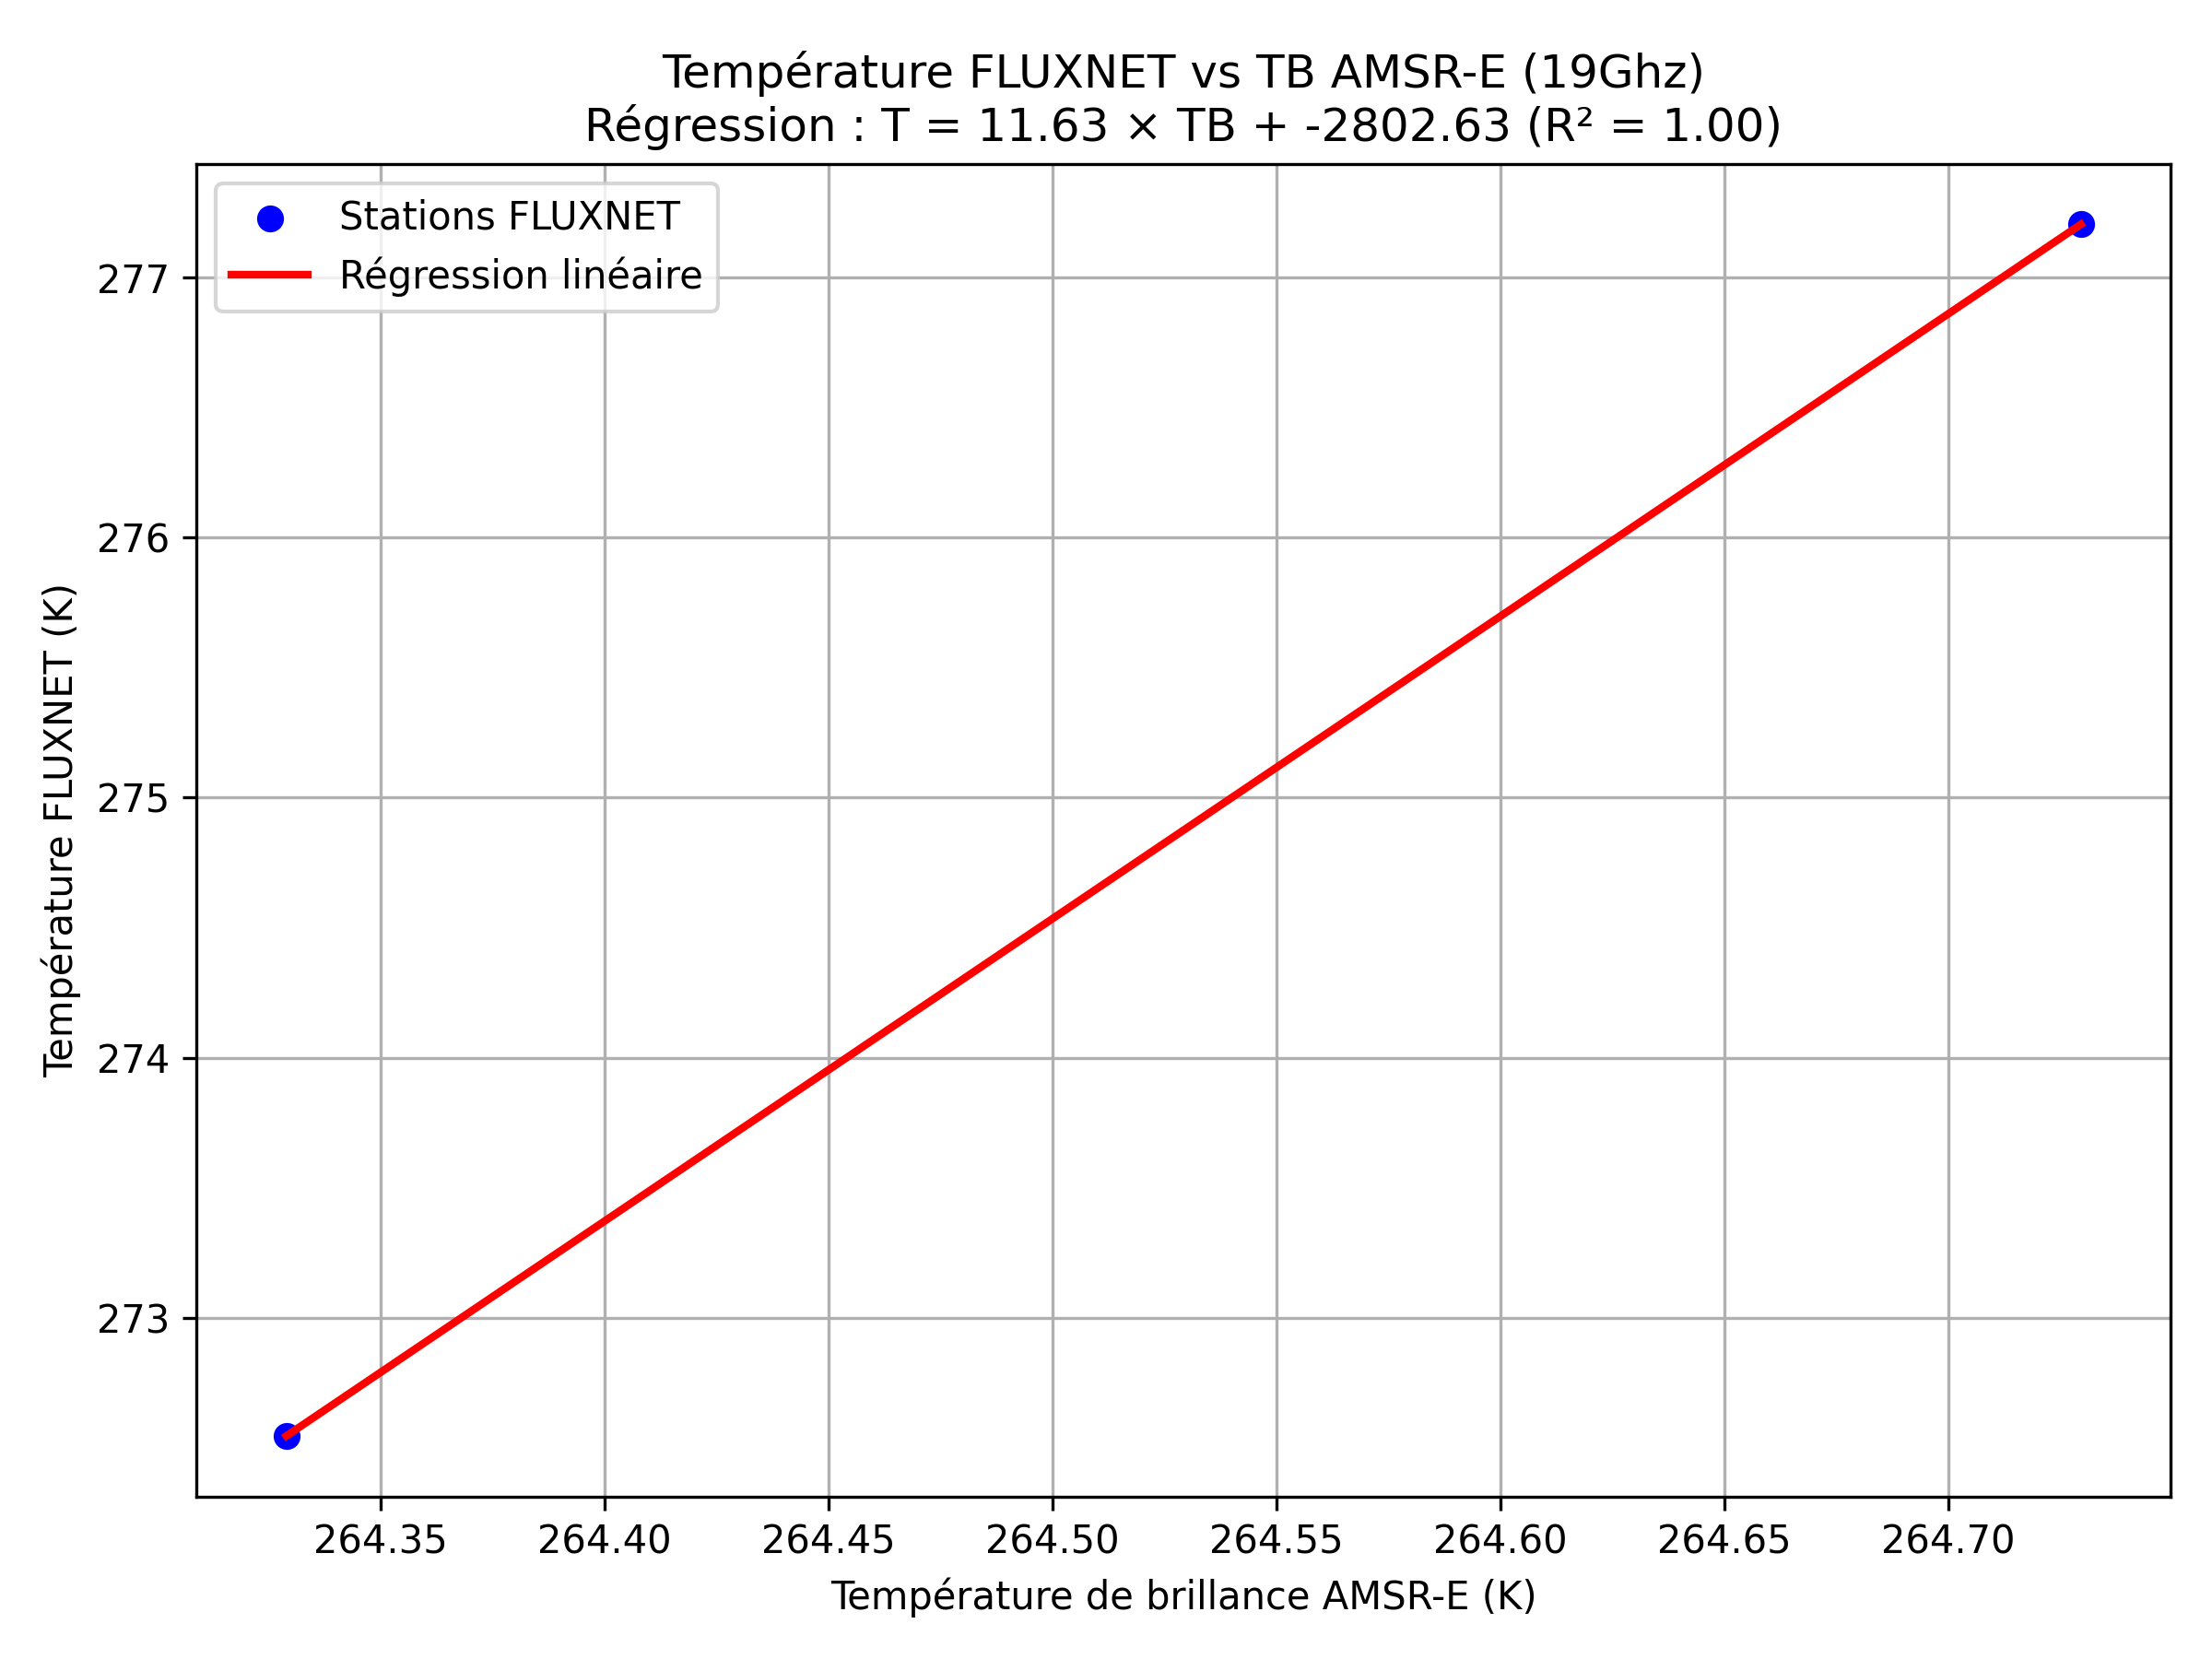 Température FLUXNET vs TB AMSR-E (19Ghz)
Régression : T = 11.63 × TB + -2802.63 (R² = 1.00)
Stations FLUXNET
Régression linéaire
277
276
275
274
273
Température FLUXNET (K)
264.35 264.40 264.45 264.50 264.55 264.60 264.65 264.70
Température de brillance AMSR-E (K)